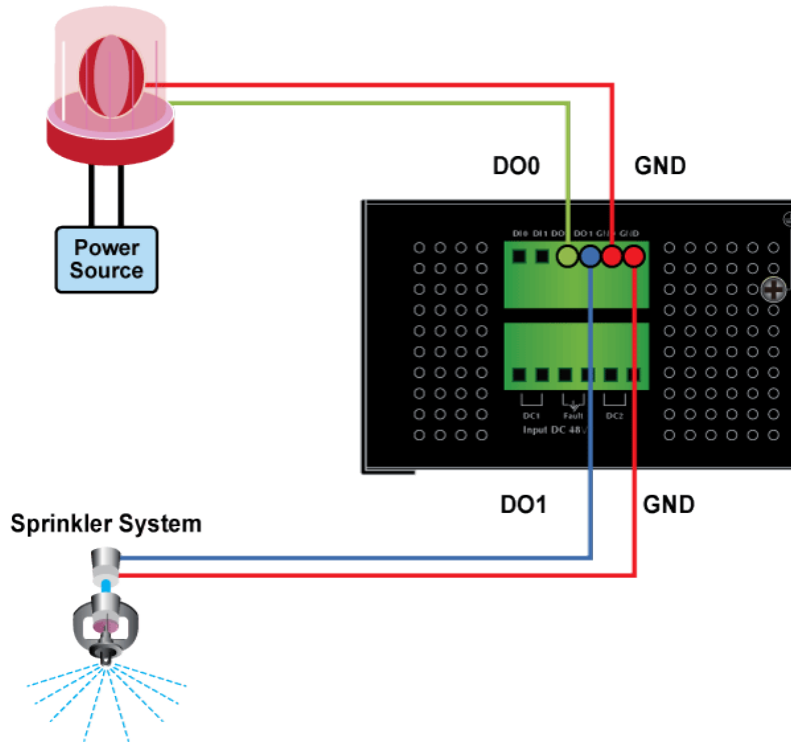 DO0 GND
Power
Source
DI0 DI1 DO0 DO1 GND GND
DC1 Fault DC2
Input DC 48V
DO1 GND
Sprinkler System